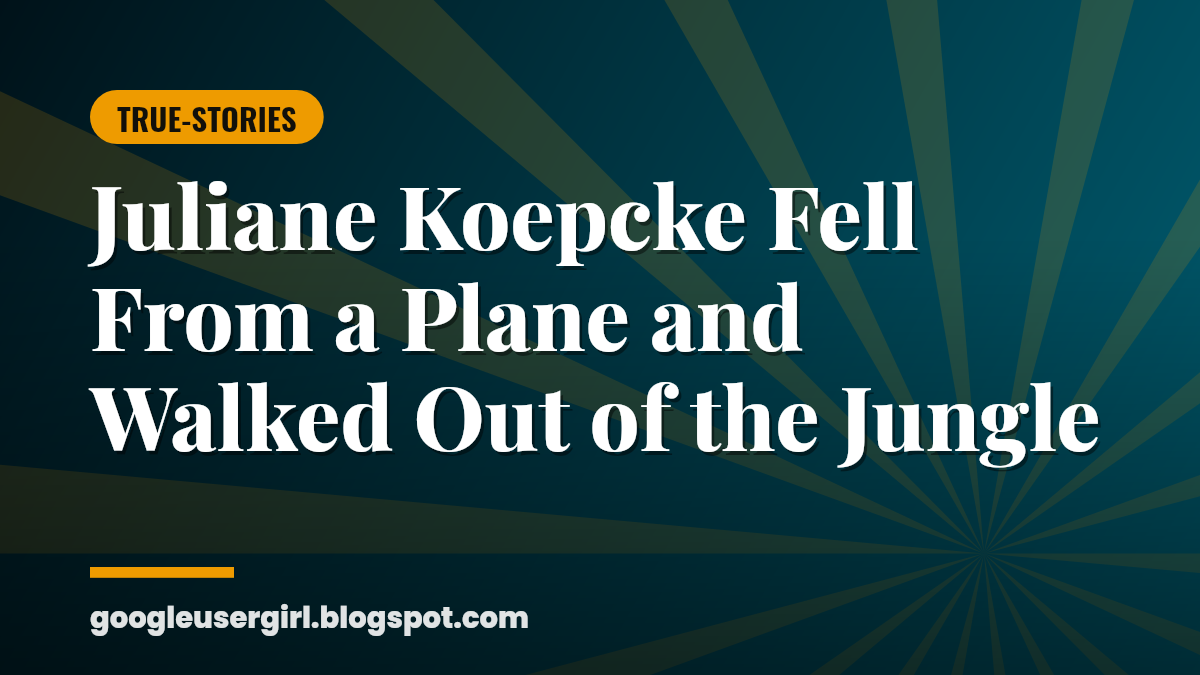 TRUE-STORIES
Juliane Koepcke Fell
From a Plane and
Walked Out of the Jungle
googleusergirl.blogspot.com